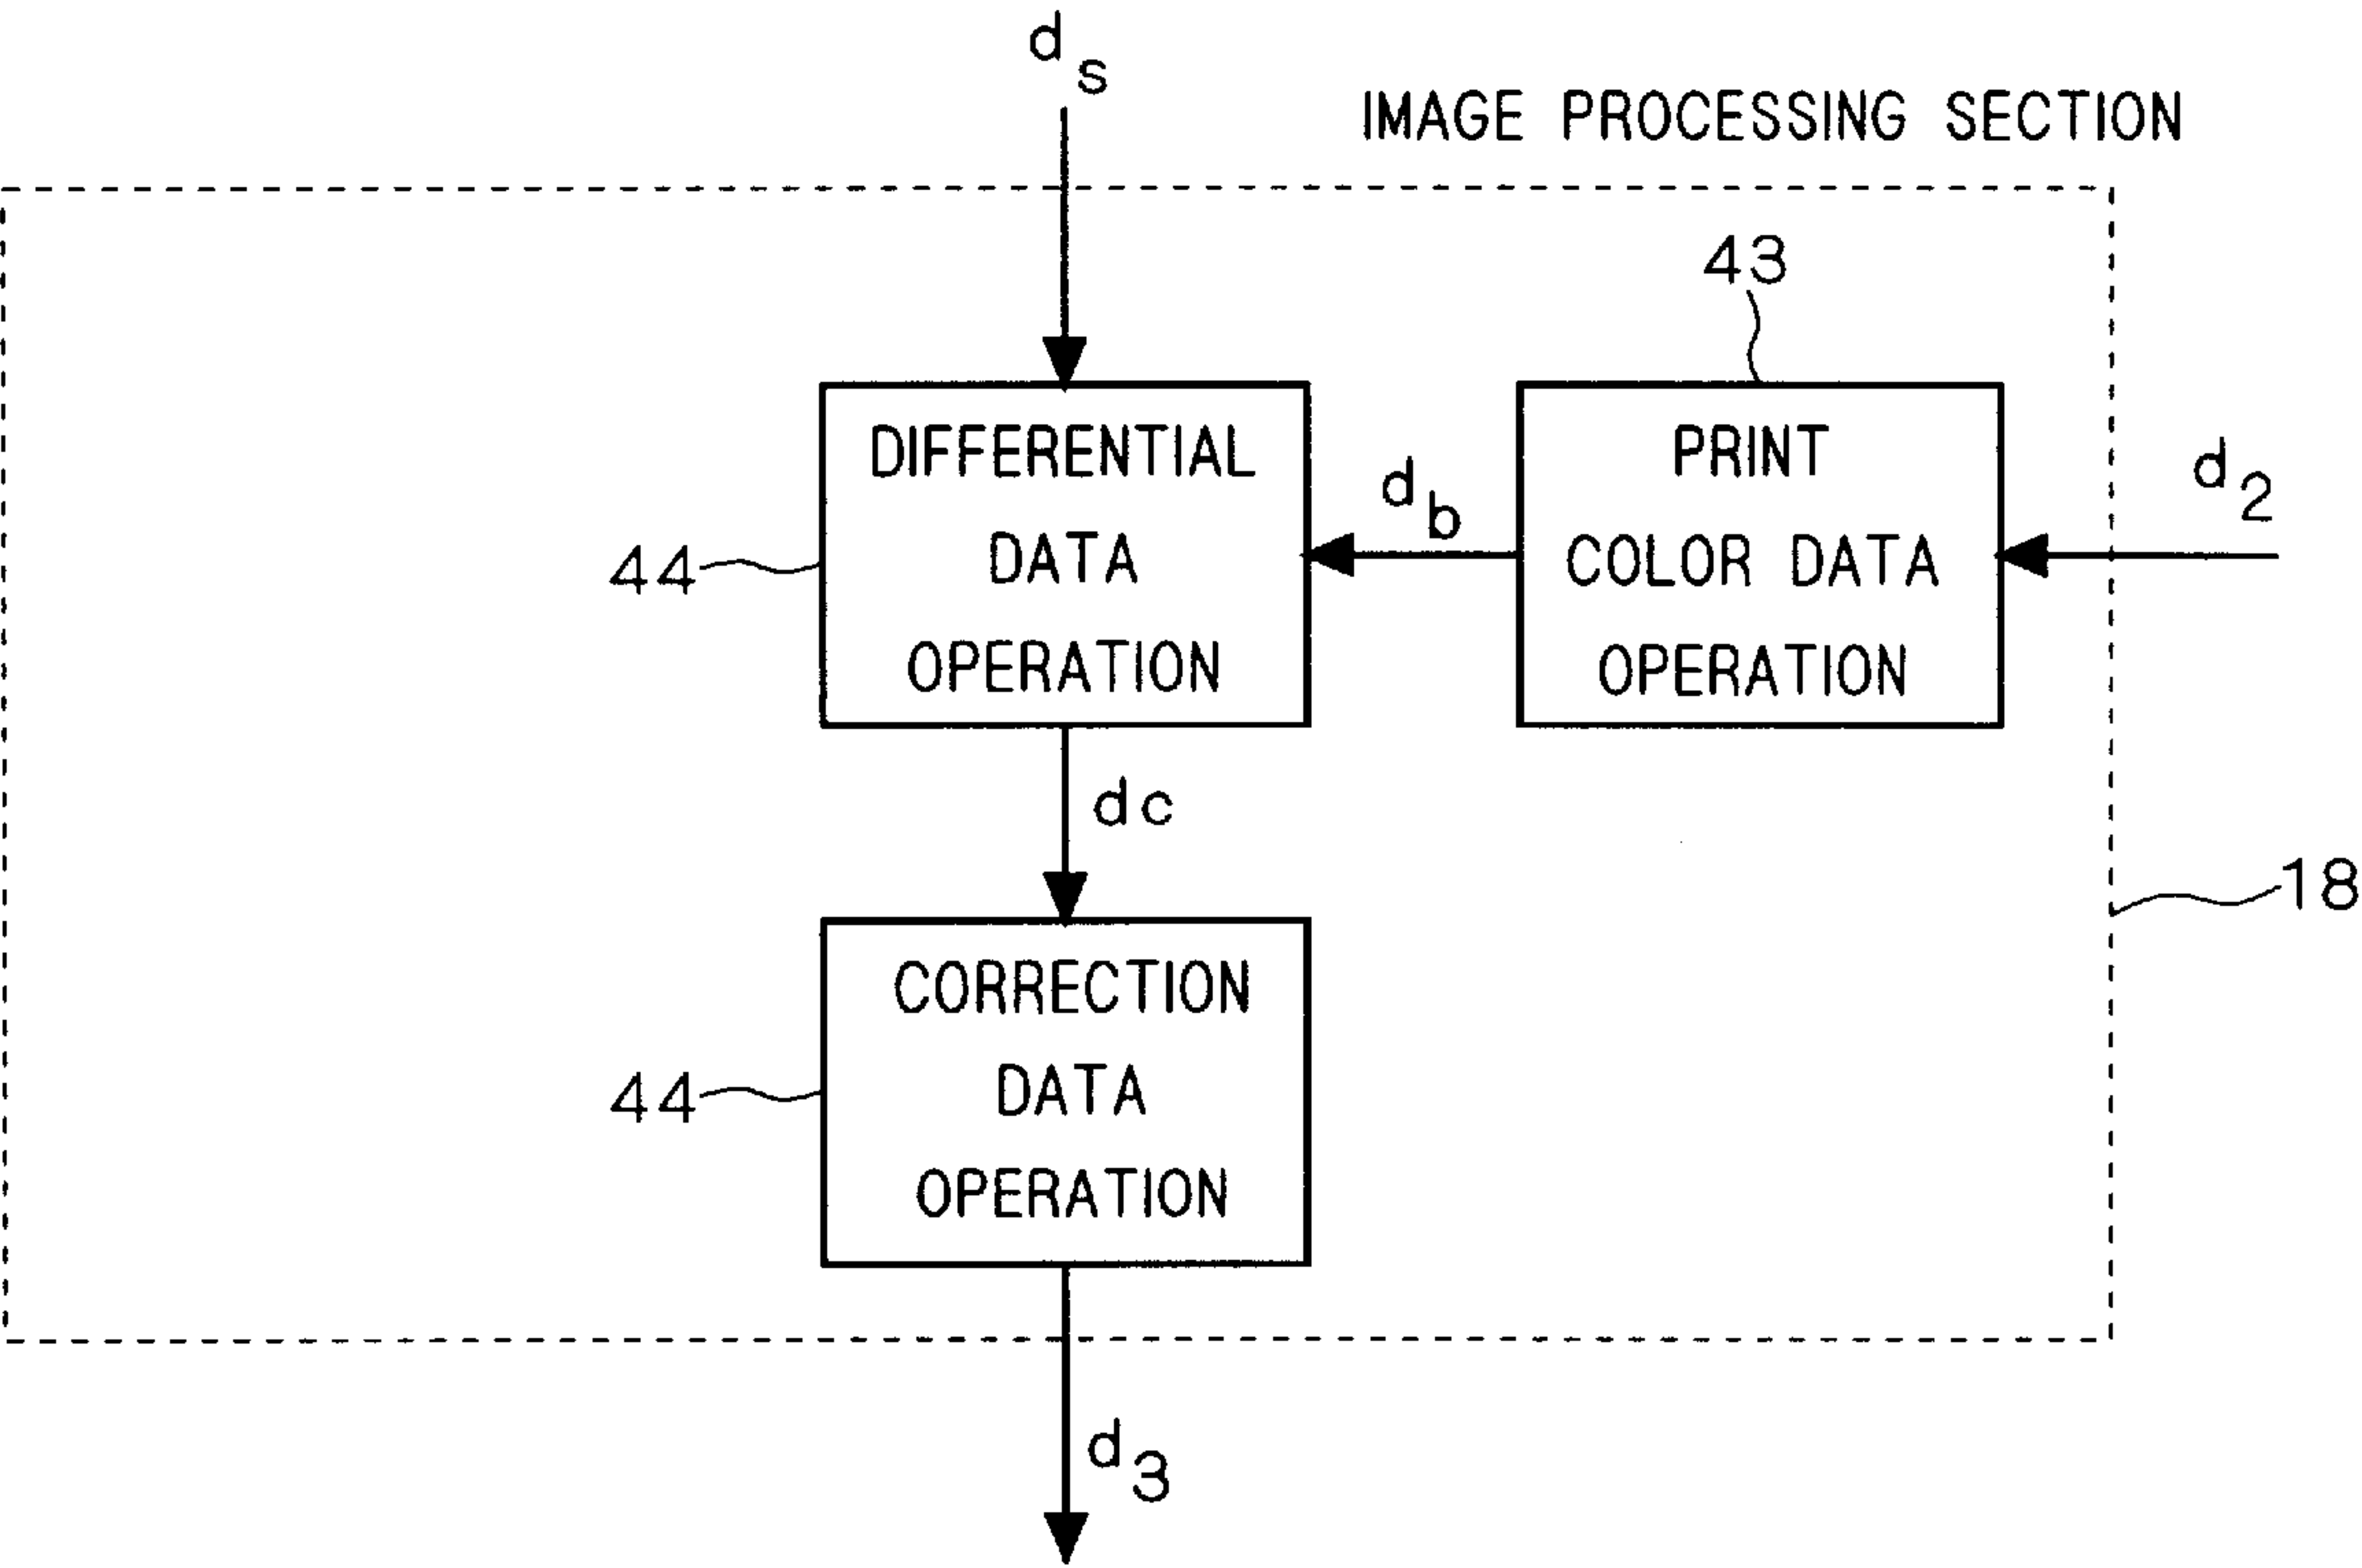 ds
IMAGE PROCESSING SECTION
43
DIFFERENTIAL
DATA
OPERATION
44
db
PRINT
COLOR DATA
OPERATION
d2
dc
18
CORRECTION
DATA
OPERATION
44
d3